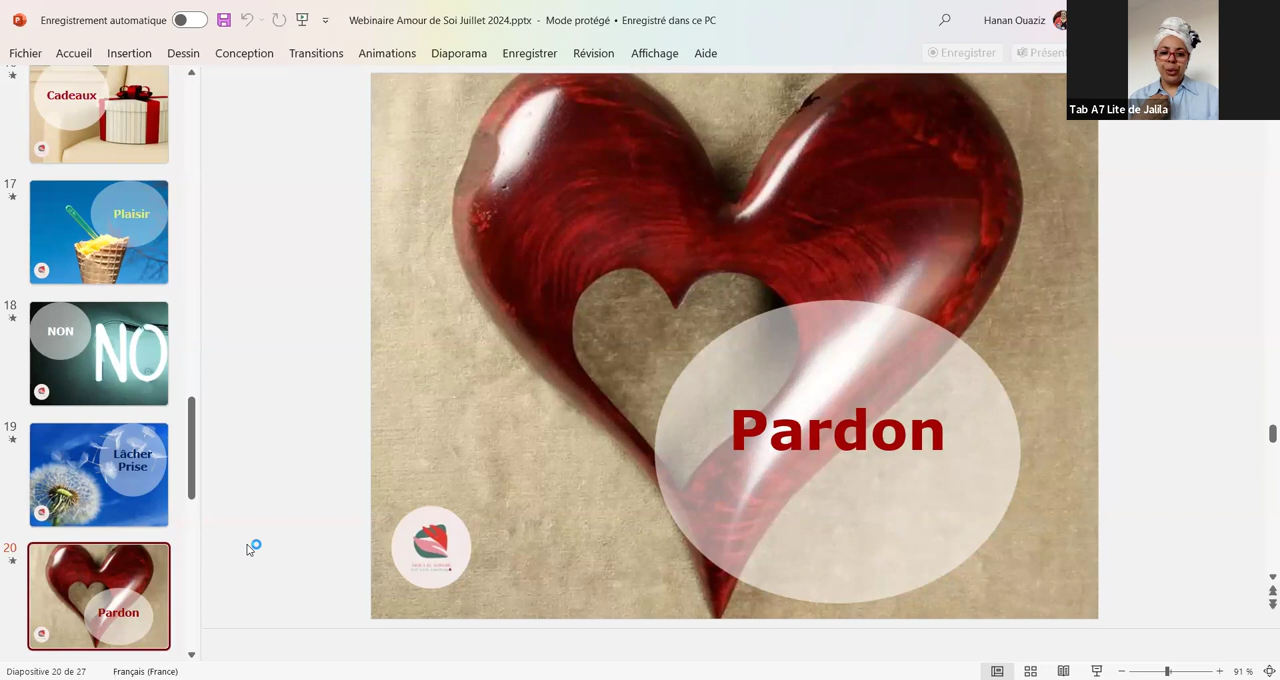 Enregistrement automatique
Webinaire Amour de Soi Juillet 2024.pptx - Mode protégé • Enregistré dans ce PC
Hanan Ouaziz
Fichier Accueil Insertion Dessin Conception Transitions Animations Diaporama Enregistrer Révision Affichage Aide
Enregistrer
Présent
Tab A7 Lite de Jalila
Cadeaux
17
Plaisir
18
NON
NO
19
Lâcher
Prise
20
Pardon
Pardon
Diapositive 20 de 27
Français (France)
91 %